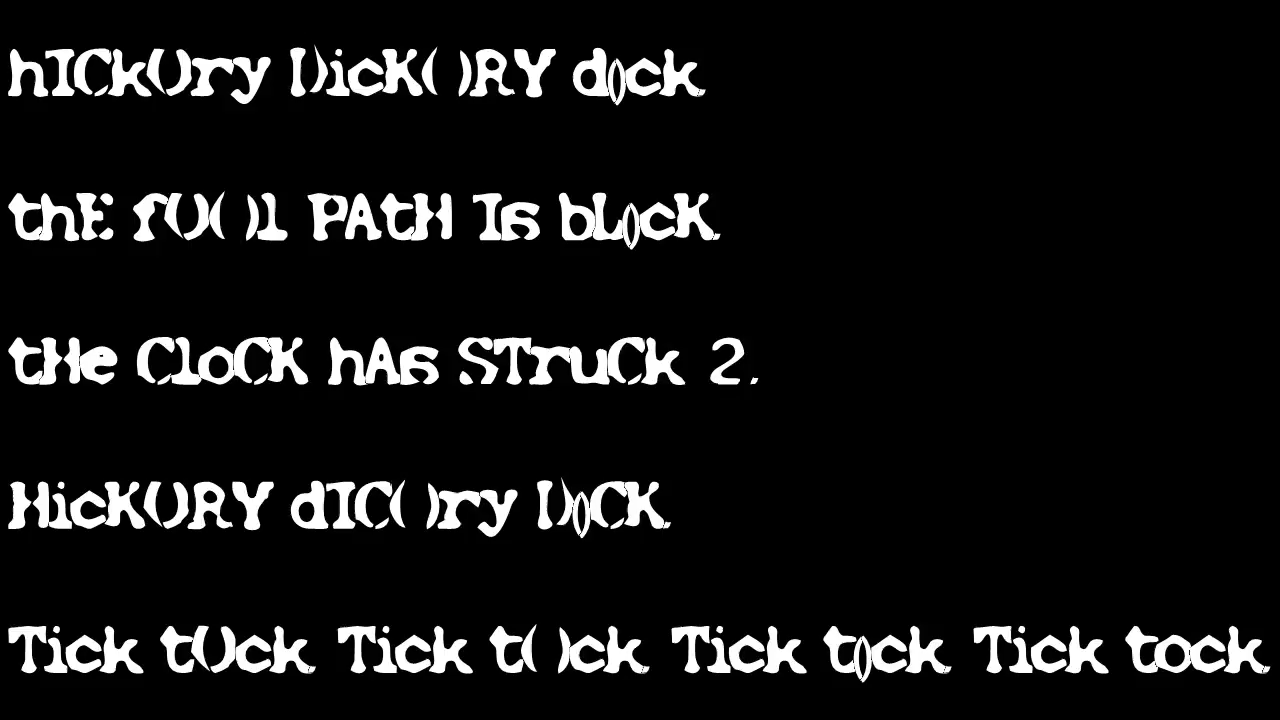 hICkOry DicKORY dock.
thE fOOl PAtH Is bLocK.
tHe CloCK hAs STruCk 2.
HicKORY dICOry DoCK.
Tick tOck. Tick tOck. Tick tock. Tick tock.